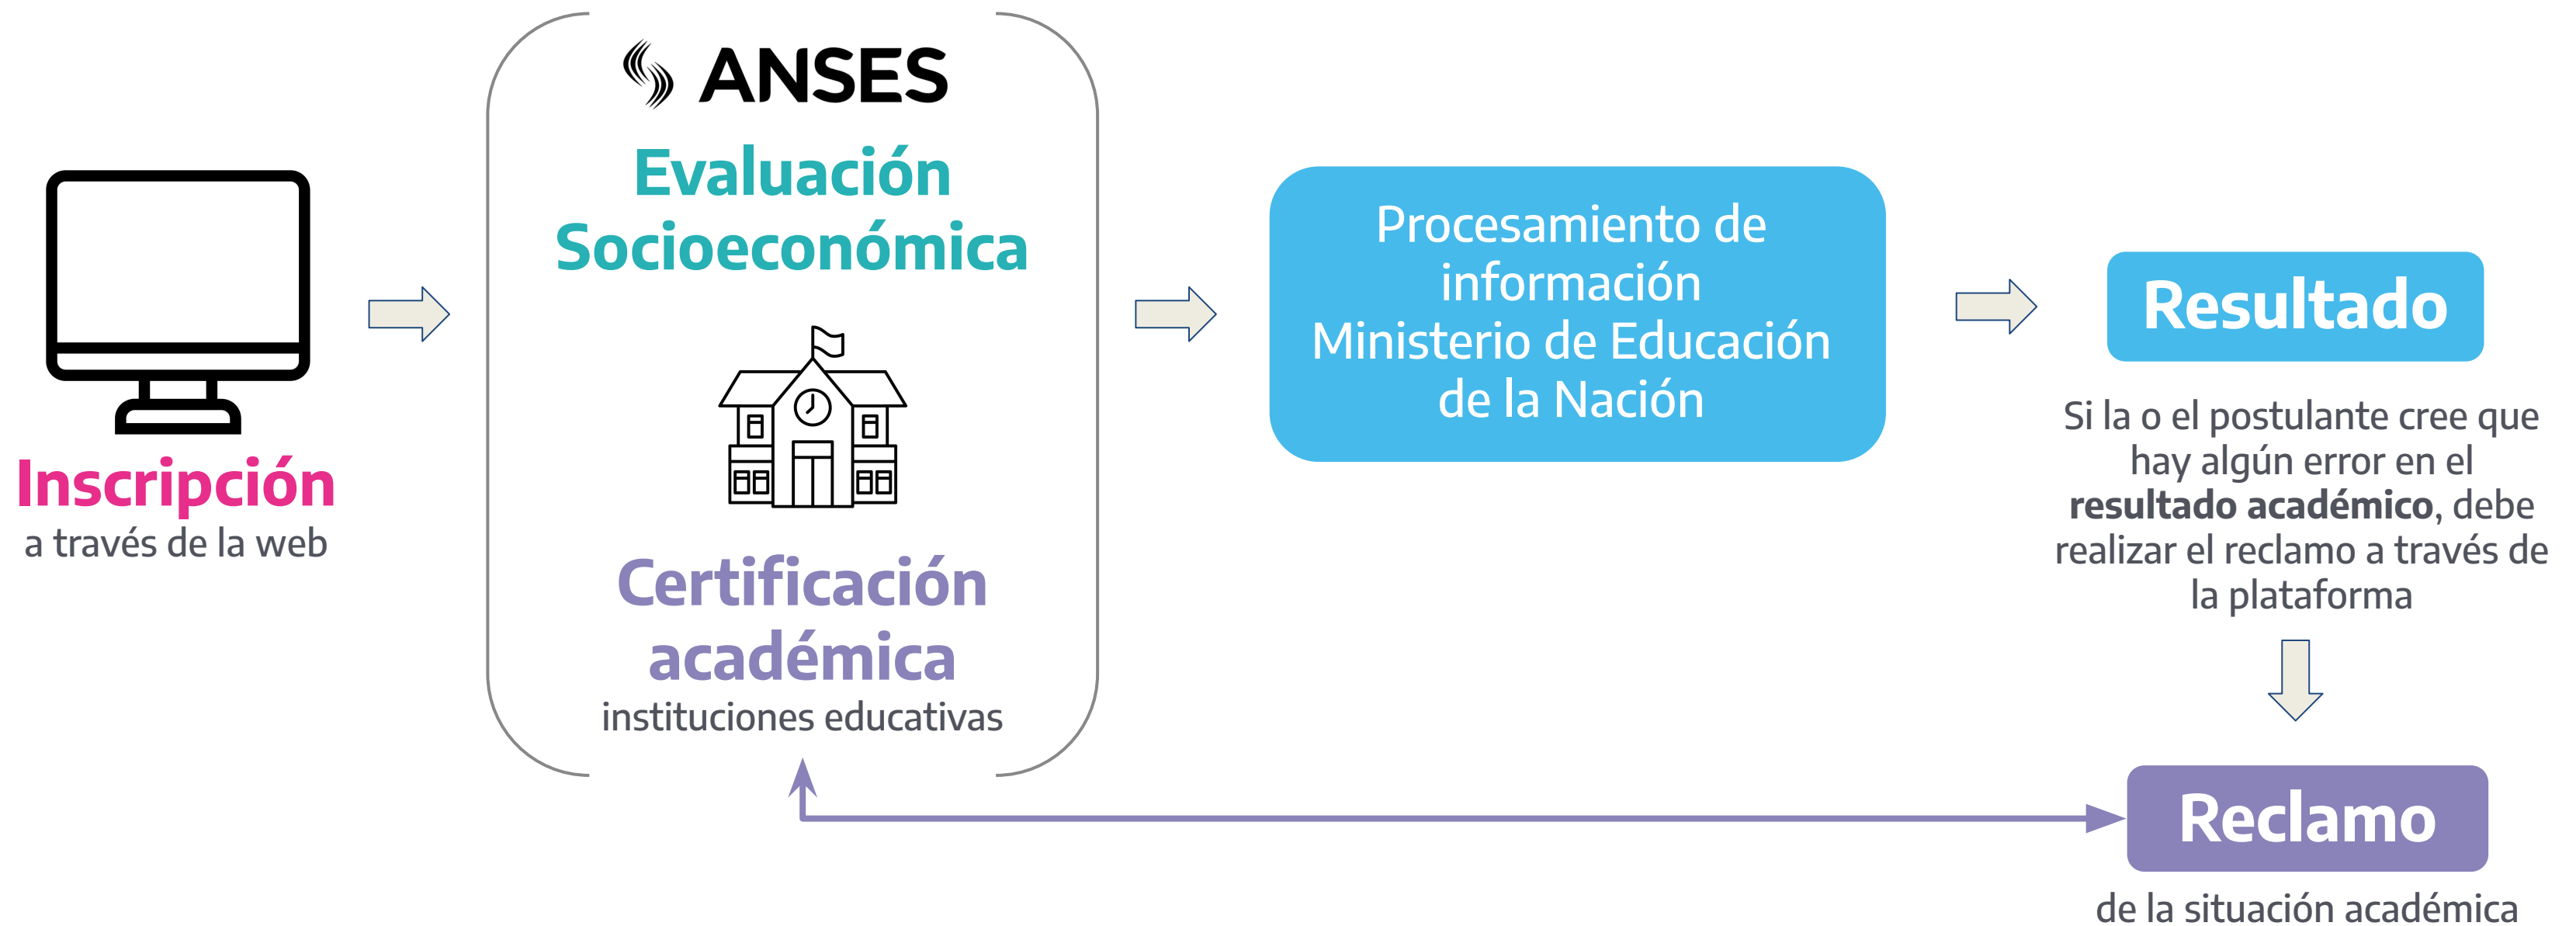 Inscripción
a través de la web
ANSES
Evaluación
Socioeconómica
Certificación
académica
instituciones educativas
Procesamiento de
información
Ministerio de Educación
de la Nación
Resultado
Si la o el postulante cree que
hay algún error en el
resultado académico, debe
realizar el reclamo a través de
la plataforma
Reclamo
de la situación académica